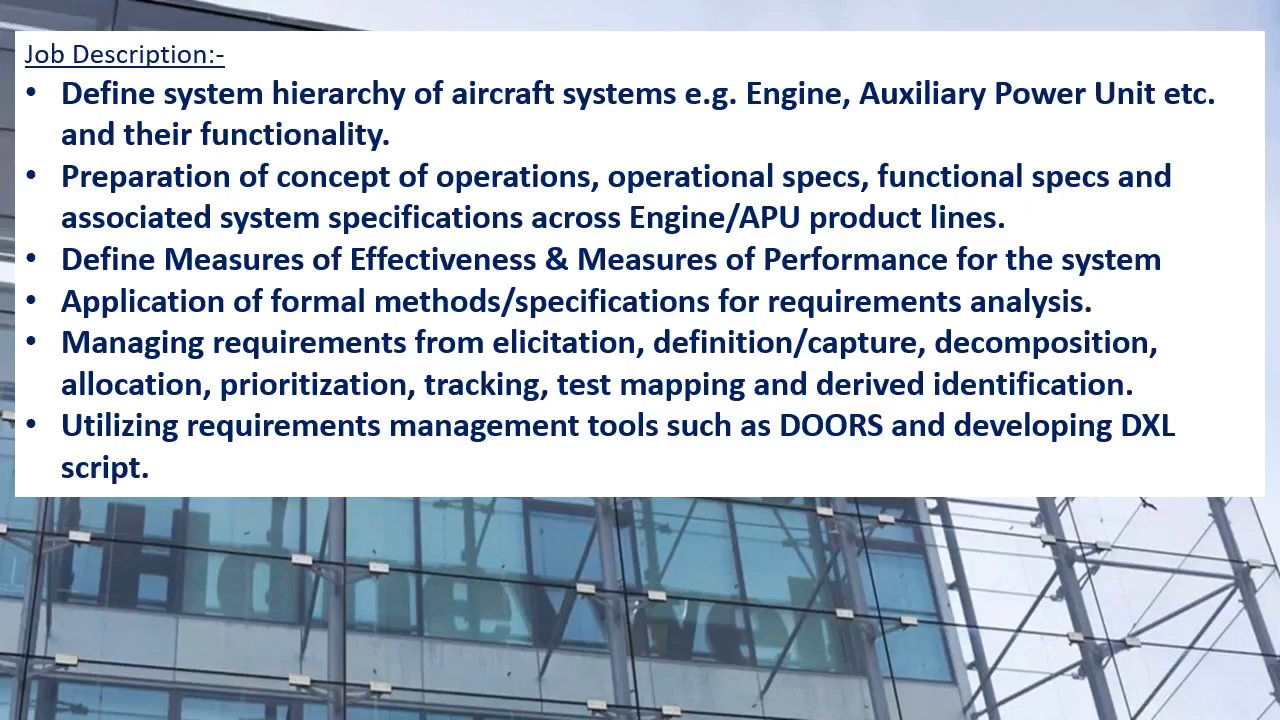 Job Description:-
• Define system hierarchy of aircraft systems e.g. Engine, Auxiliary Power Unit etc.
and their functionality.
• Preparation of concept of operations, operational specs, functional specs and
associated system specifications across Engine/APU product lines.
• Define Measures of Effectiveness & Measures of Performance for the system
• Application of formal methods/specifications for requirements analysis.
• Managing requirements from elicitation, definition/capture, decomposition,
allocation, prioritization, tracking, test mapping and derived identification.
• Utilizing requirements management tools such as DOORS and developing DXL
script.
Honeywell